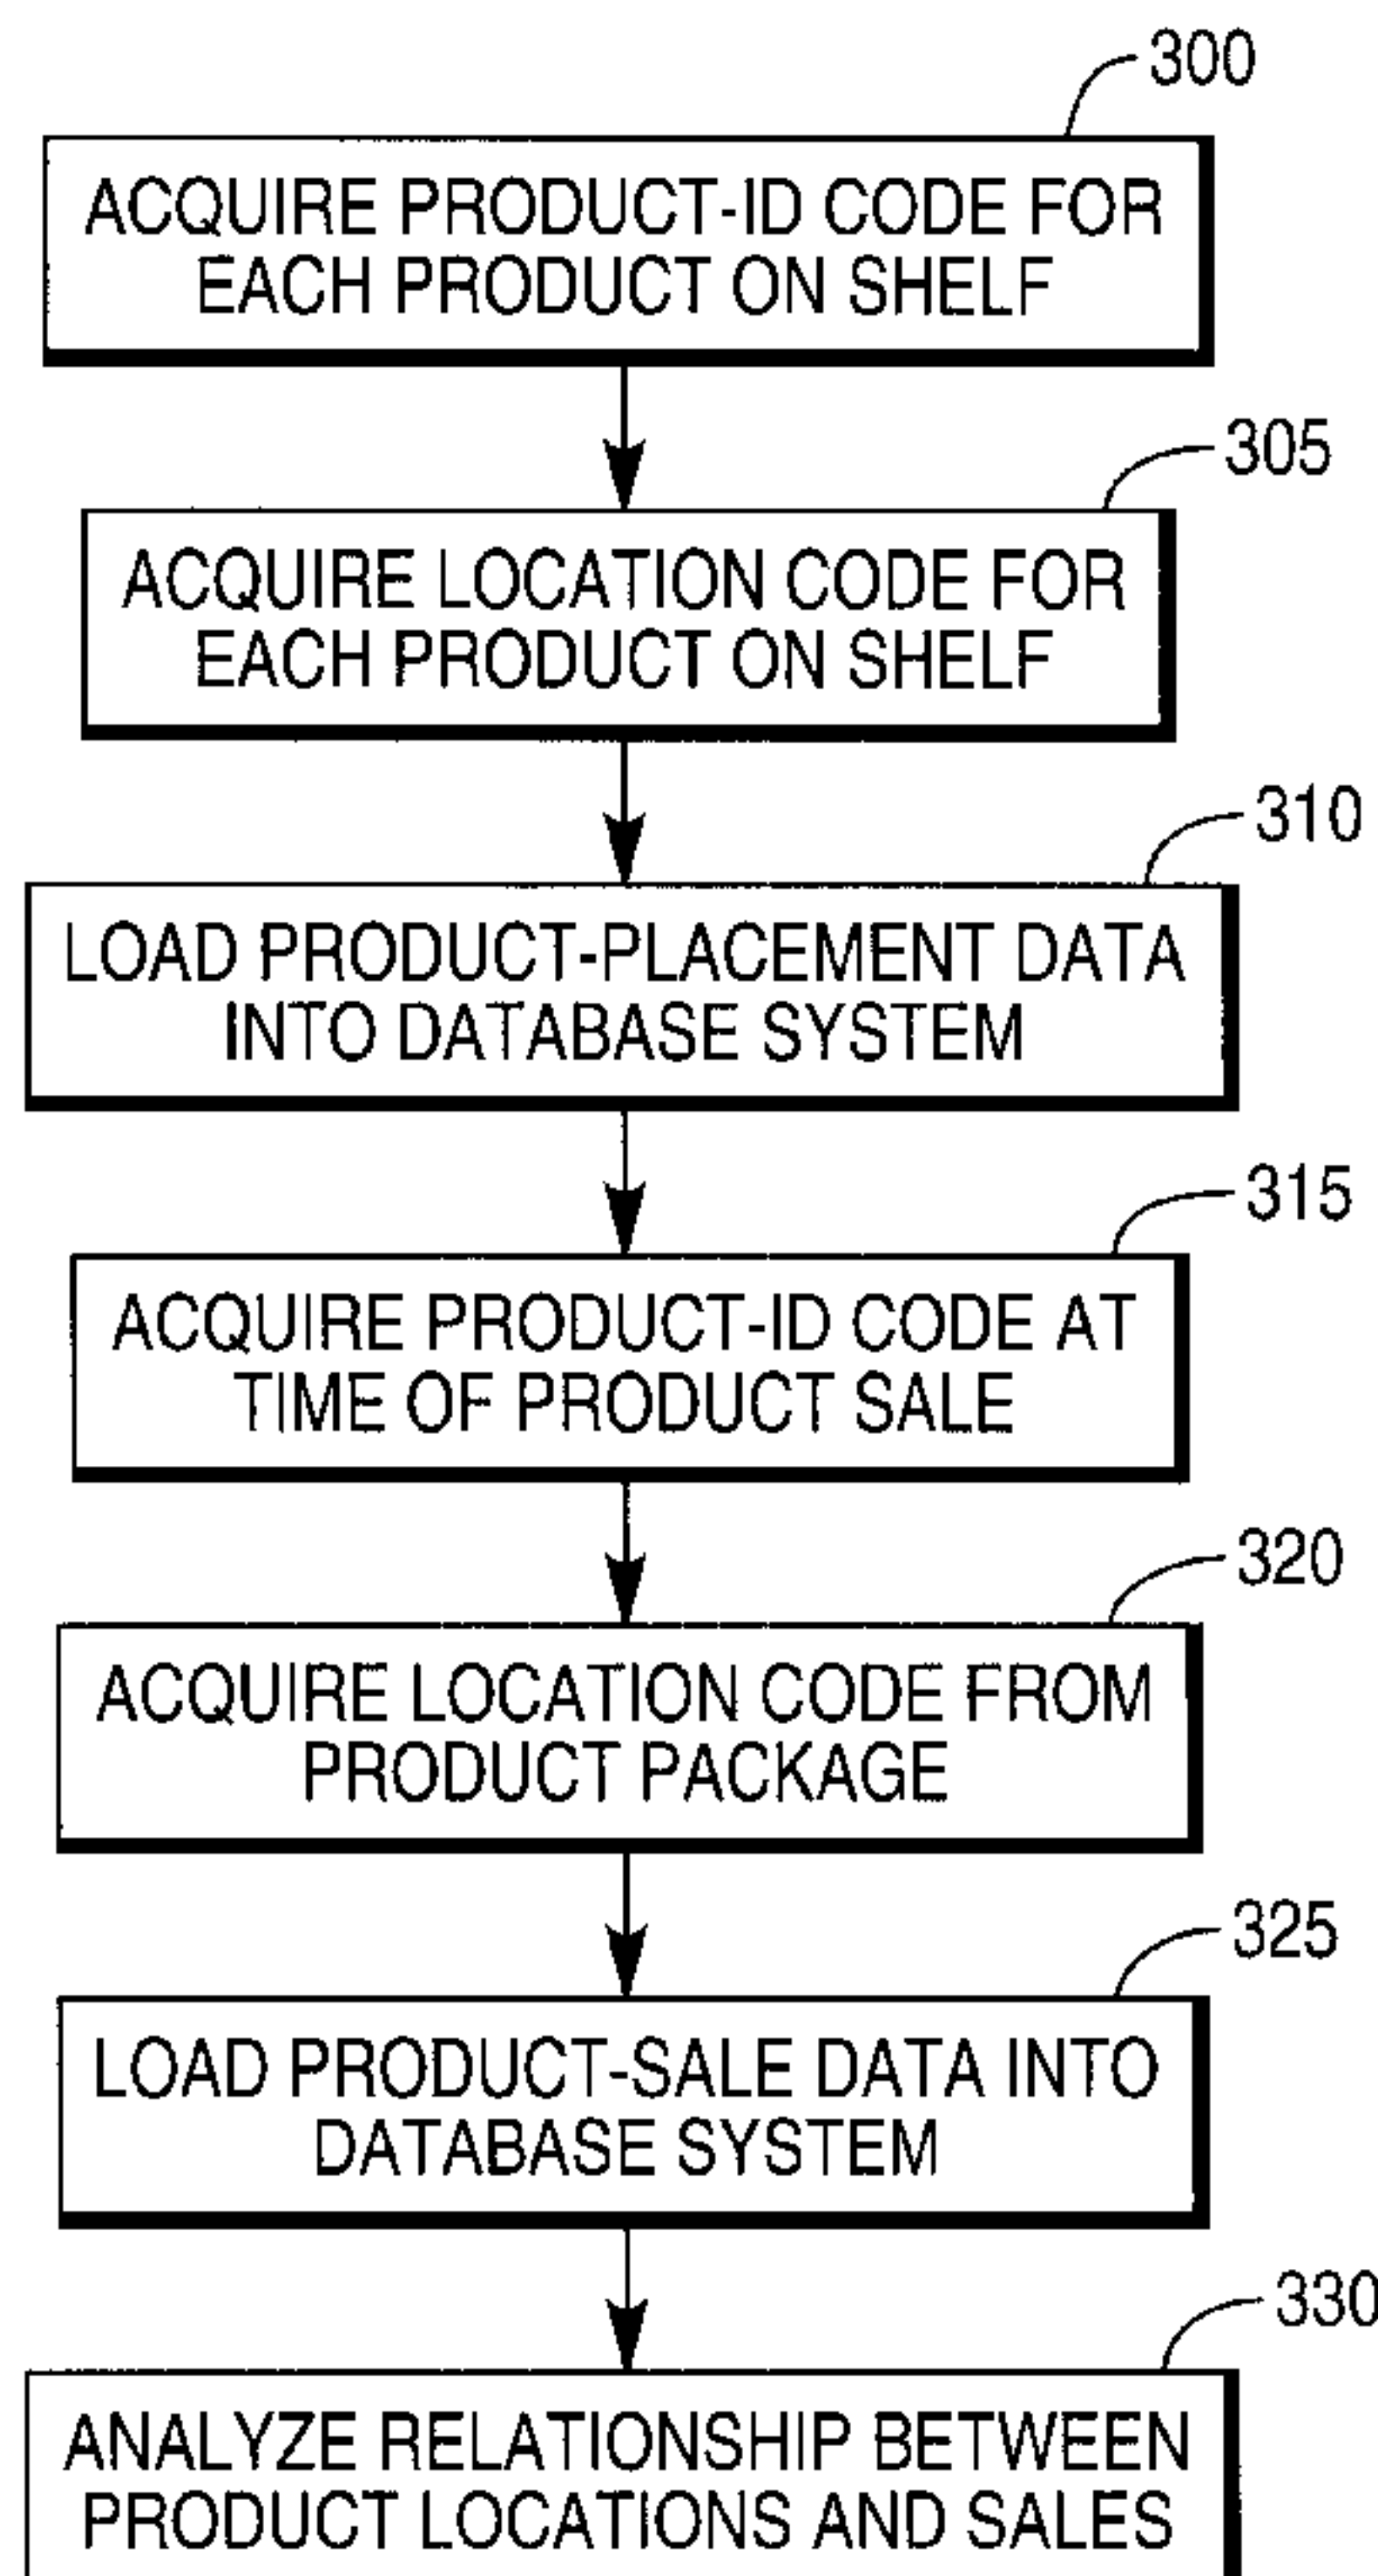 300
ACQUIRE PRODUCT-ID CODE FOR
EACH PRODUCT ON SHELF
305
ACQUIRE LOCATION CODE FOR
EACH PRODUCT ON SHELF
310
LOAD PRODUCT-PLACEMENT DATA
INTO DATABASE SYSTEM
315
ACQUIRE PRODUCT-ID CODE AT
TIME OF PRODUCT SALE
320
ACQUIRE LOCATION CODE FROM
PRODUCT PACKAGE
325
LOAD PRODUCT-SALE DATA INTO
DATABASE SYSTEM
330
ANALYZE RELATIONSHIP BETWEEN
PRODUCT LOCATIONS AND SALES